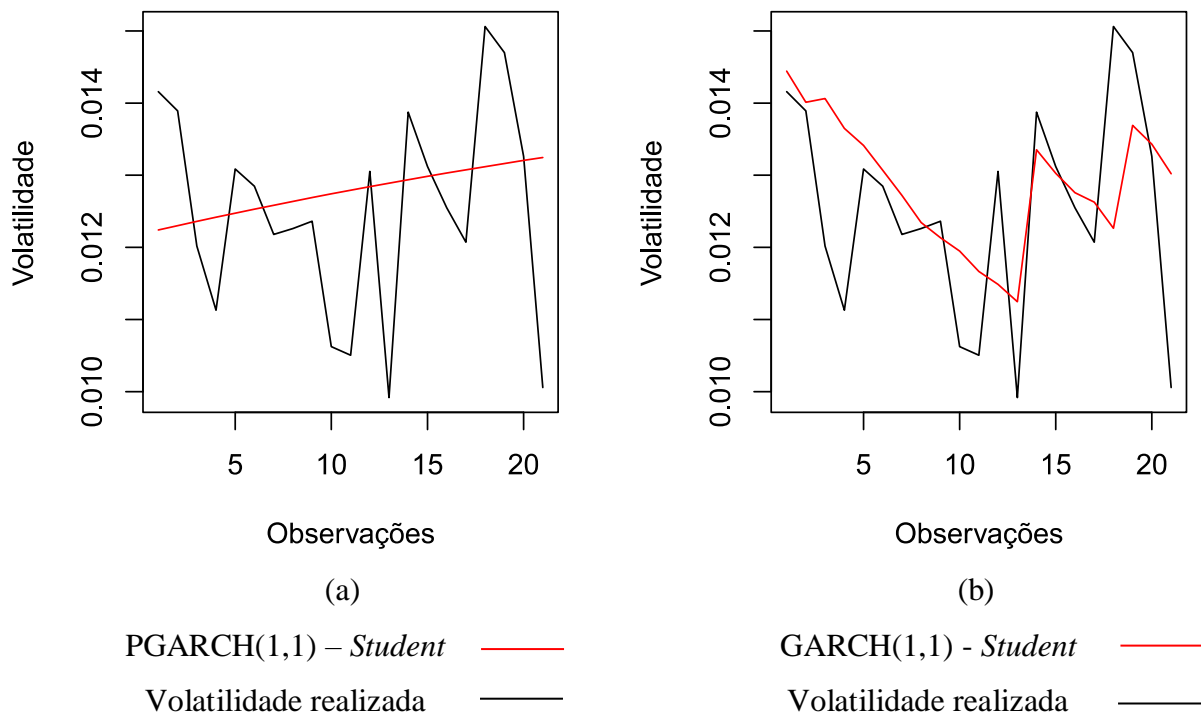 0.014
0.012
0.010
Volatilidade
5 10 15 20
Observações
(a)
PGARCH(1,1) – Student
Volatilidade realizada
0.014
0.012
0.010
Volatilidade
5 10 15 20
Observações
(b)
GARCH(1,1) - Student
Volatilidade realizada